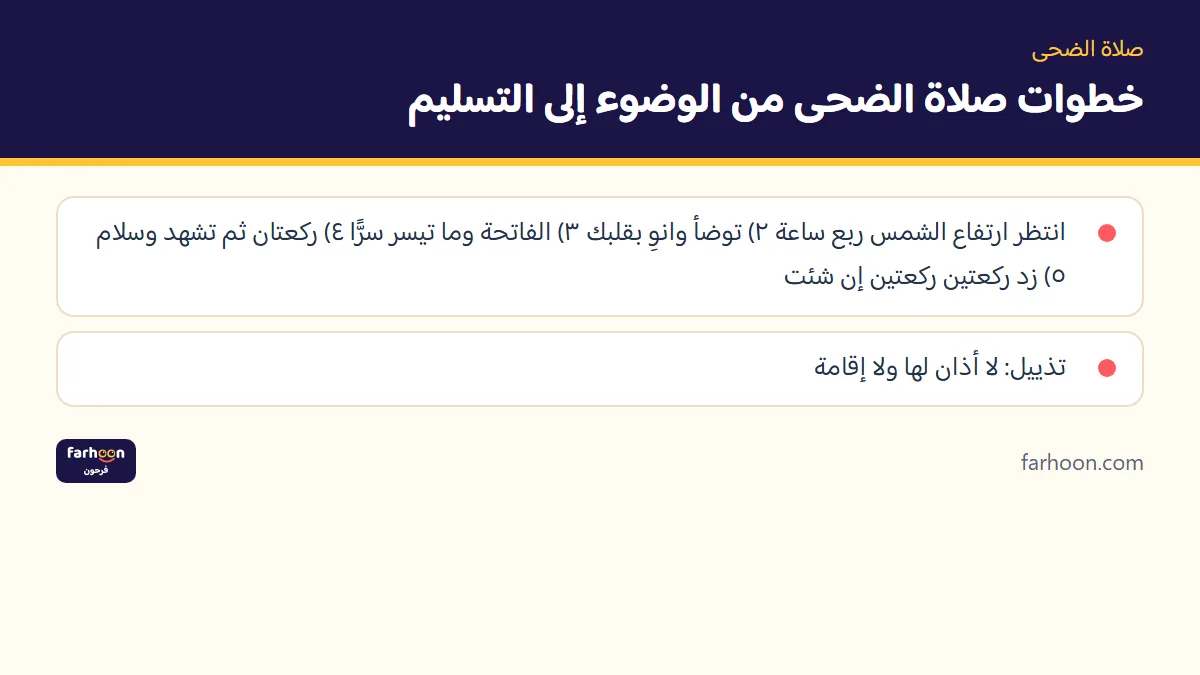 صلاة الضحى
خطوات صلاة الضحى من الوضوء إلى التسليم
انتظر ارتفاع الشمس ربع ساعة ٢) توضأ وانوِ بقلبك ٣) الفاتحة وما تيسر سرًّا ٤) ركعتان ثم تشهد وسلام
٥) زد ركعتين ركعتين إن شئت
تذييل: لا أذان لها ولا إقامة
farhoon.com
farhoon
فرحون